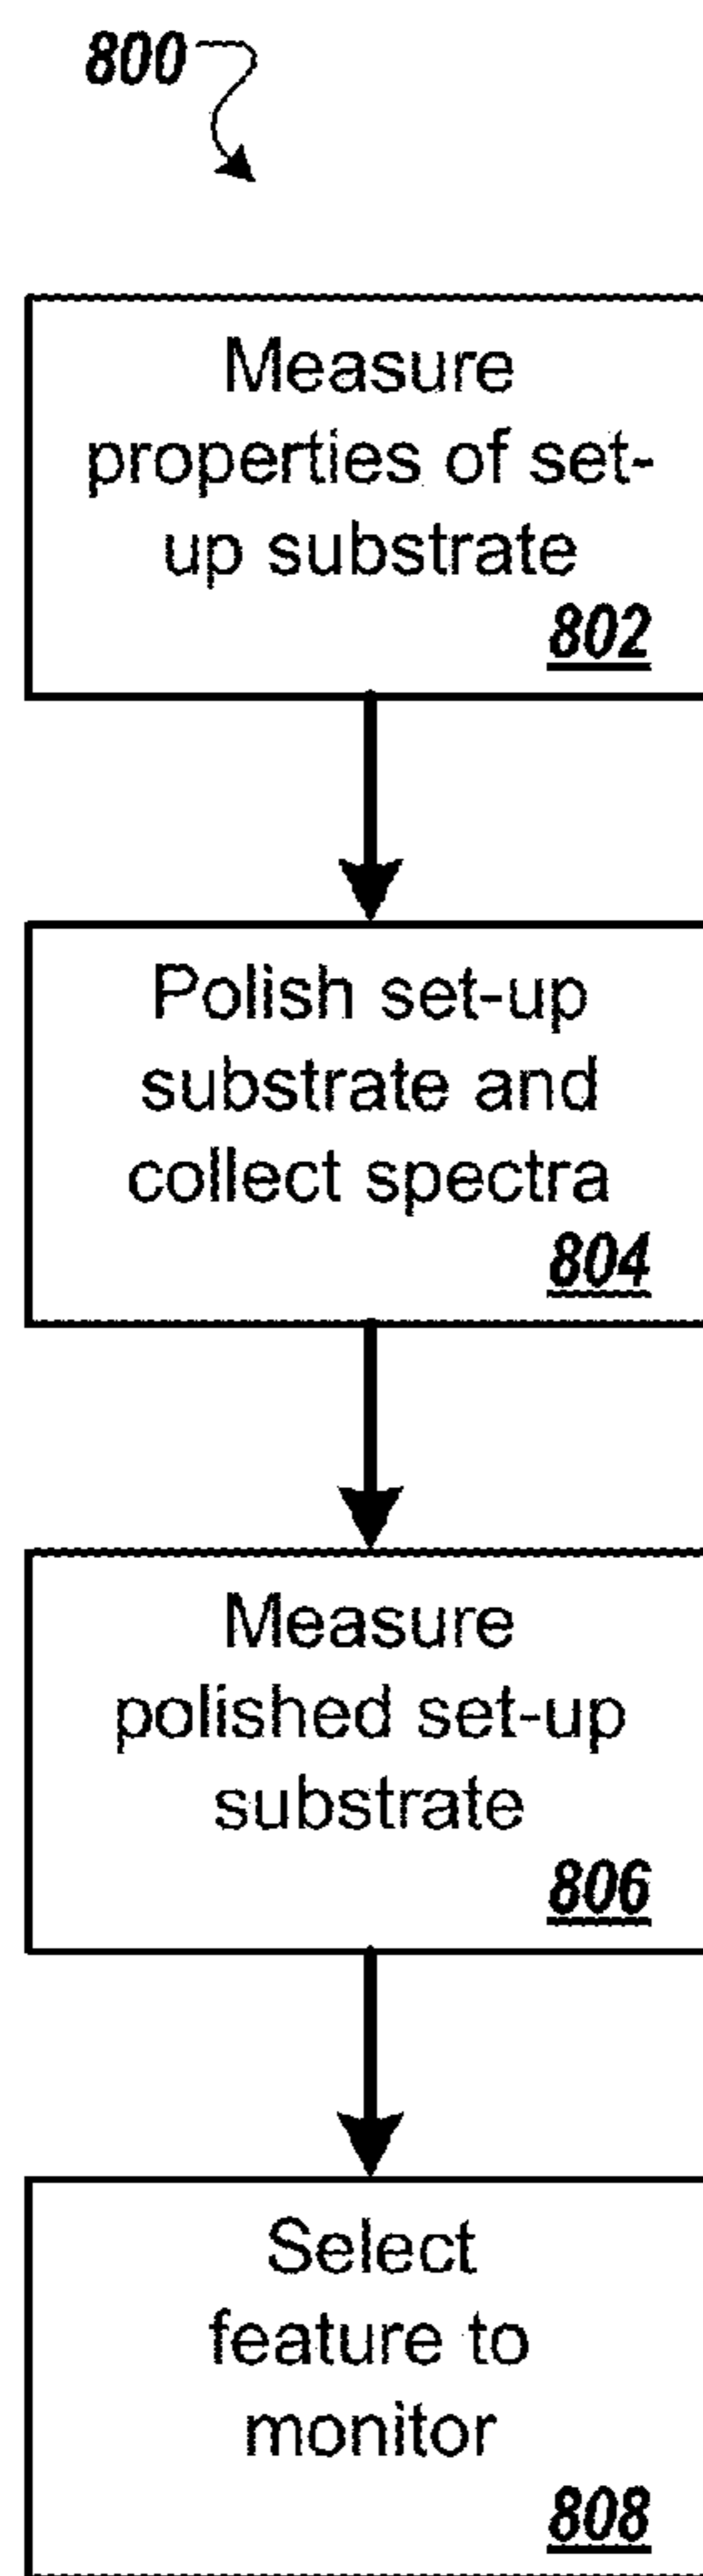 800
Measure
properties of set-
up substrate
802
Polish set-up
substrate and
collect spectra
804
Measure
polished set-up
substrate
806
Select
feature to
monitor
808